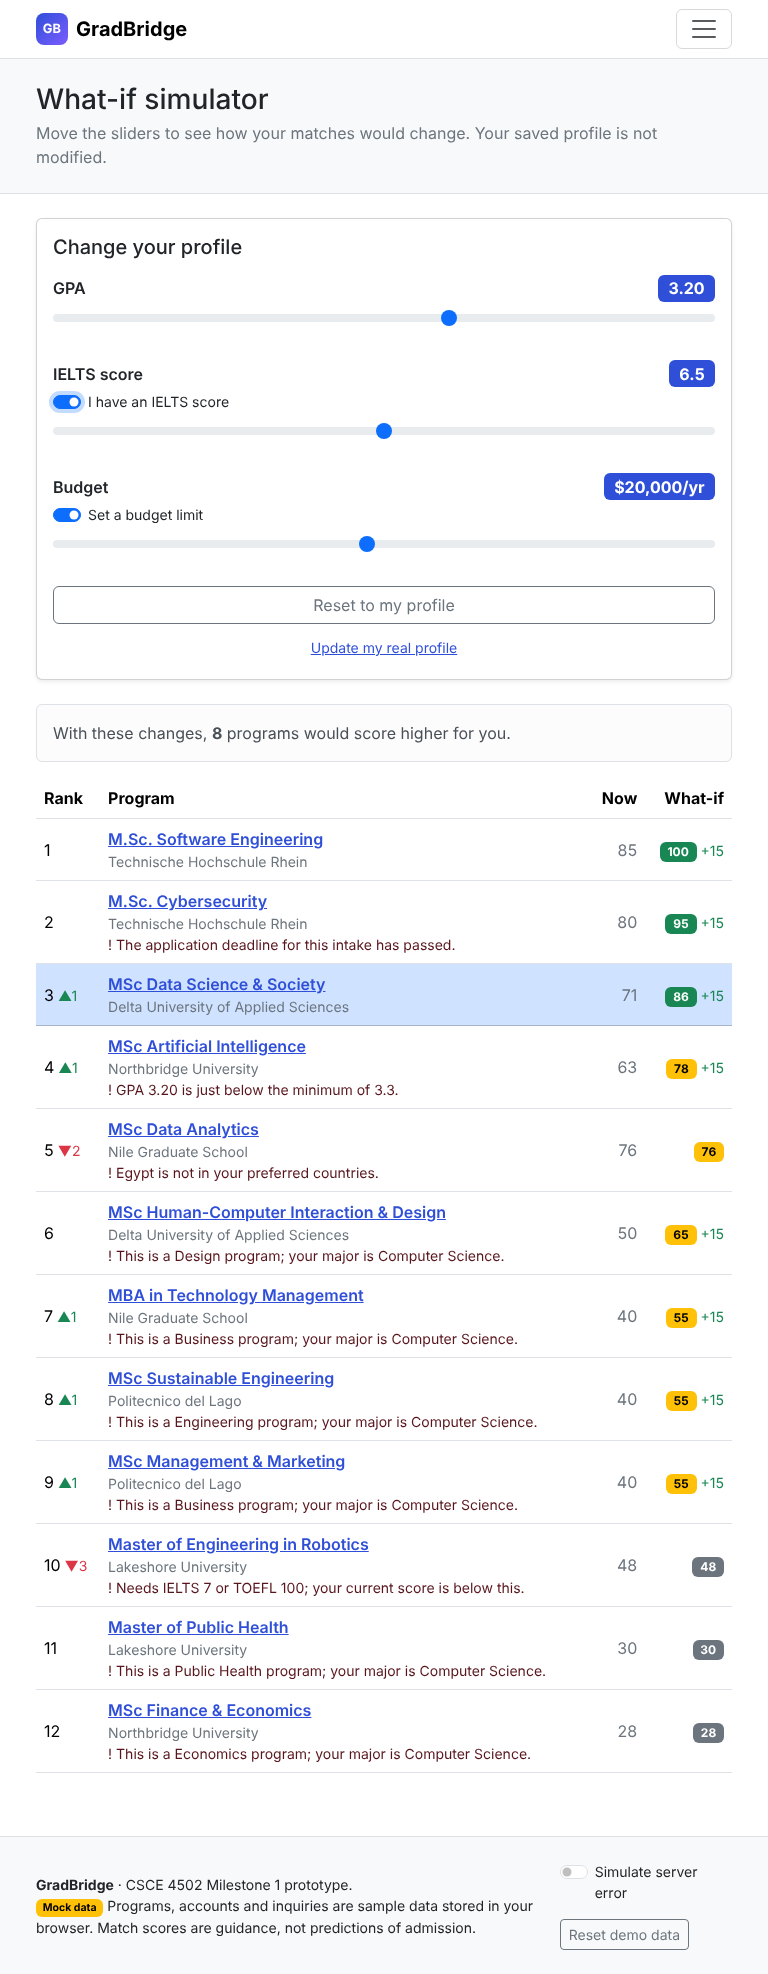 GB GradBridge
What-if simulator
Move the sliders to see how your matches would change. Your saved profile is not
modified.
Change your profile
GPA 3.20
IELTS score 6.5
I have an IELTS score
Budget $20,000/yr
Set a budget limit
Reset to my profile
Update my real profile
With these changes, 8 programs would score higher for you.
Rank Program Now What-if
M.Sc. Software Engineering
1 85 100 +15
Technische Hochschule Rhein
M.Sc. Cybersecurity
2 Technische Hochschule Rhein 80 95 +15
! The application deadline for this intake has passed.
MSc Data Science & Society
3 ▲1 71 86 +15
Delta University of Applied Sciences
MSc Artificial Intelligence
4 ▲1 Northbridge University 63 78 +15
! GPA 3.20 is just below the minimum of 3.3.
MSc Data Analytics
5 ▼2 Nile Graduate School 76 76
! Egypt is not in your preferred countries.
MSc Human-Computer Interaction & Design
6 Delta University of Applied Sciences 50 65 +15
! This is a Design program; your major is Computer Science.
MBA in Technology Management
7 ▲1 Nile Graduate School 40 55 +15
! This is a Business program; your major is Computer Science.
MSc Sustainable Engineering
8 ▲1 Politecnico del Lago 40 55 +15
! This is a Engineering program; your major is Computer Science.
MSc Management & Marketing
9 ▲1 Politecnico del Lago 40 55 +15
! This is a Business program; your major is Computer Science.
Master of Engineering in Robotics
10 ▼3 Lakeshore University 48 48
! Needs IELTS 7 or TOEFL 100; your current score is below this.
Master of Public Health
11 Lakeshore University 30 30
! This is a Public Health program; your major is Computer Science.
MSc Finance & Economics
12 Northbridge University 28 28
! This is a Economics program; your major is Computer Science.
GradBridge · CSCE 4502 Milestone 1 prototype.
Mock data Programs, accounts and inquiries are sample data stored in your
browser. Match scores are guidance, not predictions of admission.
Simulate server
error
Reset demo data